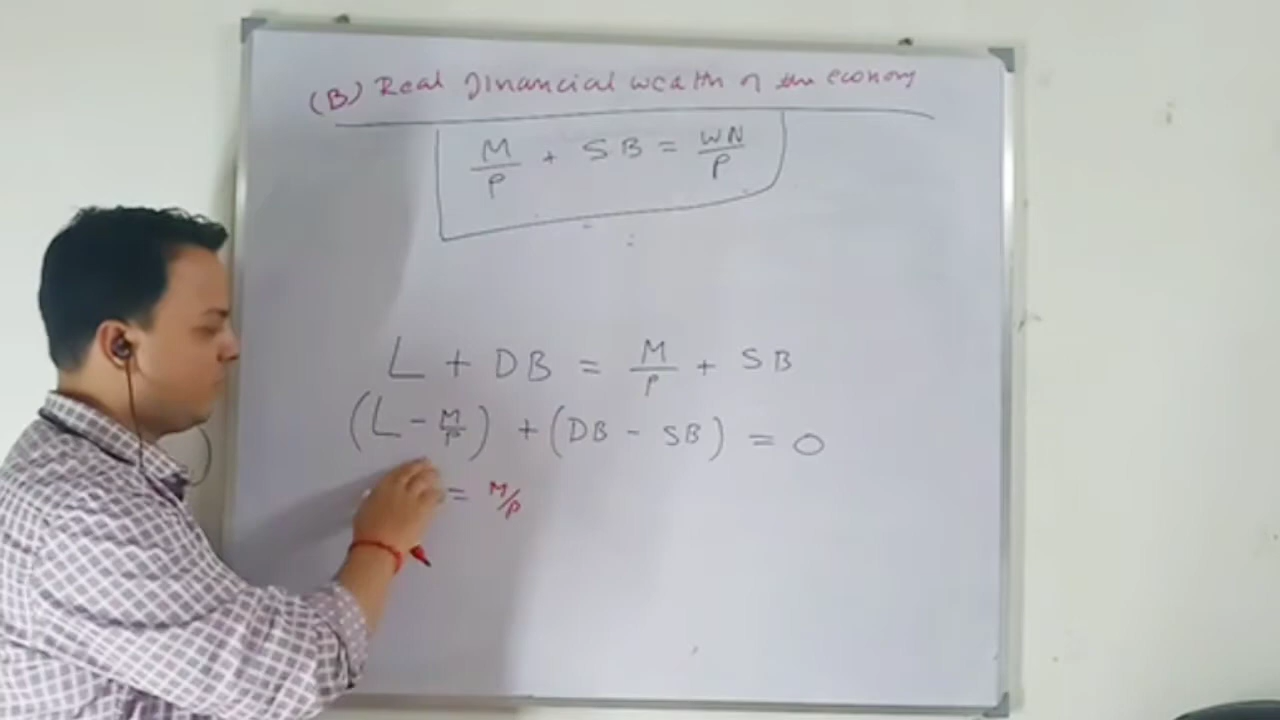 (B) Real financial wealth of the economy
M/P + SB = WN/P
L + DB = M/P + SB
(L - M/P) + (DB - SB) = 0
= M/P